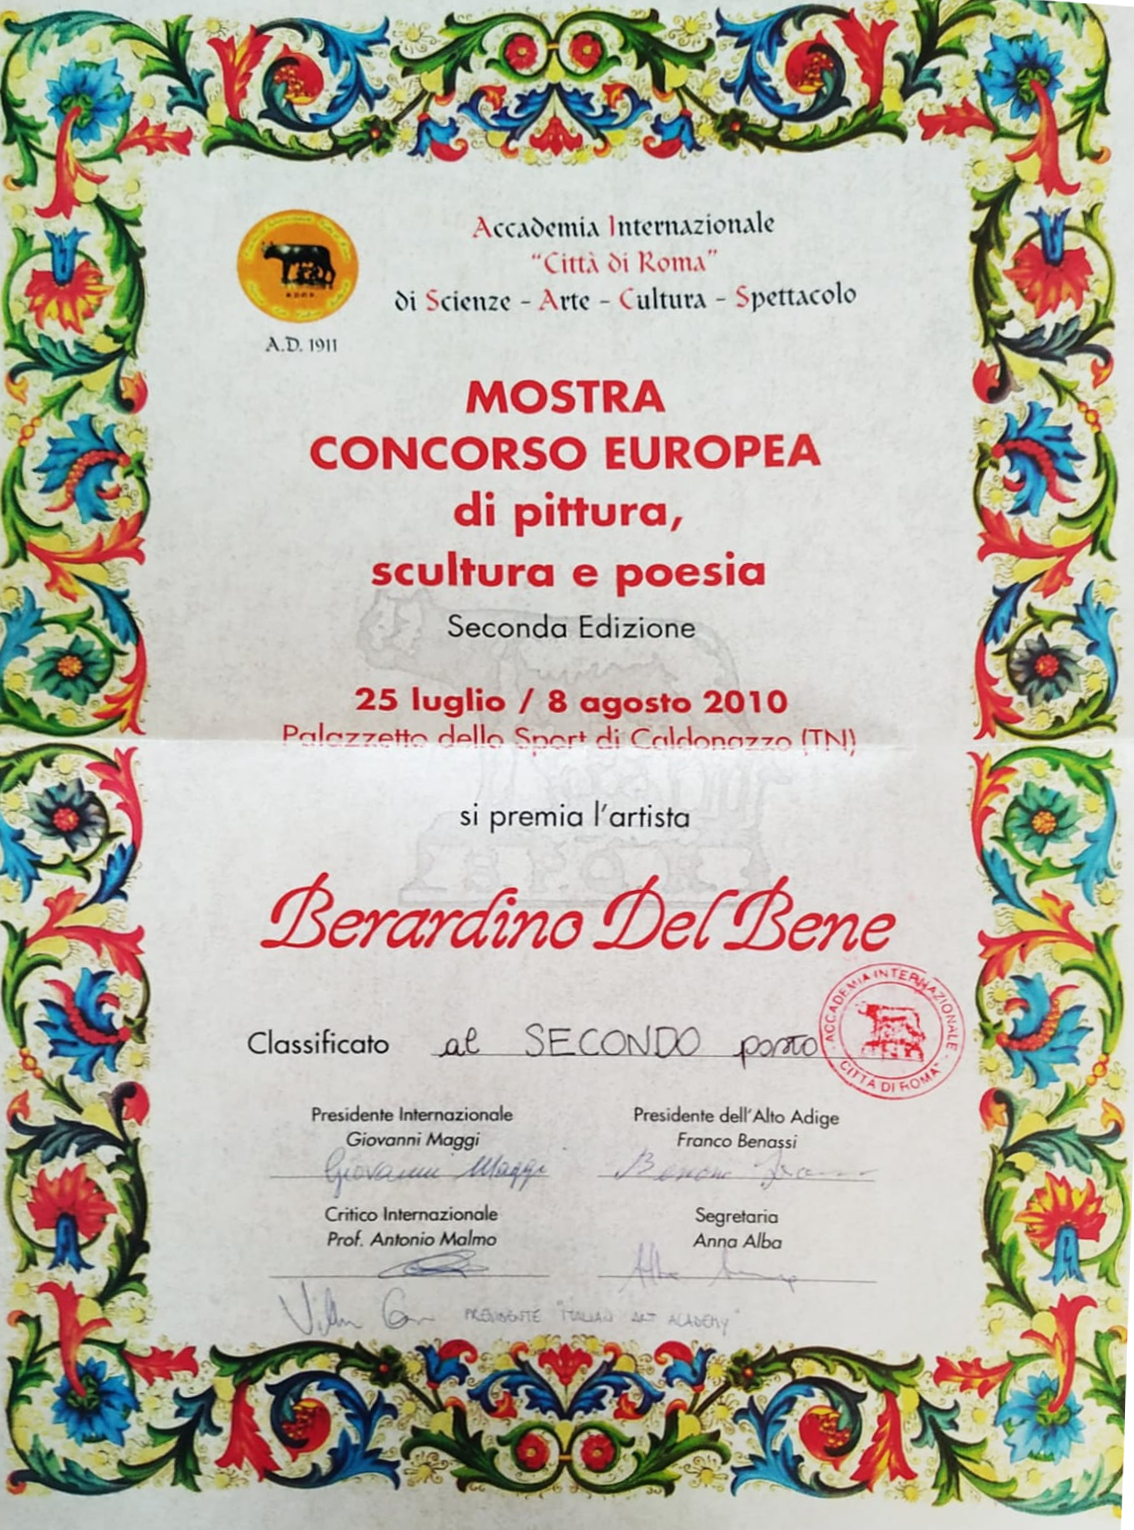 Accademia Internazionale
"Città di Roma"
di Scienze - Arte - Cultura - Spettacolo
A.D. 1911
MOSTRA
CONCORSO EUROPEA
di pittura,
scultura e poesia
Seconda Edizione
25 luglio / 8 agosto 2010
Palazzetto dello Sport di Caldonazzo (TN)
si premia l'artista
Berardino Del Bene
Classificato al SECONDO posto
ACCADEMIA INTERNAZIONALE
"CITTÀ DI ROMA"
Presidente Internazionale
Giovanni Maggi
Giovanni Maggi
Presidente dell'Alto Adige
Franco Benassi
Critico Internazionale
Prof. Antonio Malmo
Segretaria
Anna Alba
PRESIDENTE "ITALIAN ART ACADEMY"